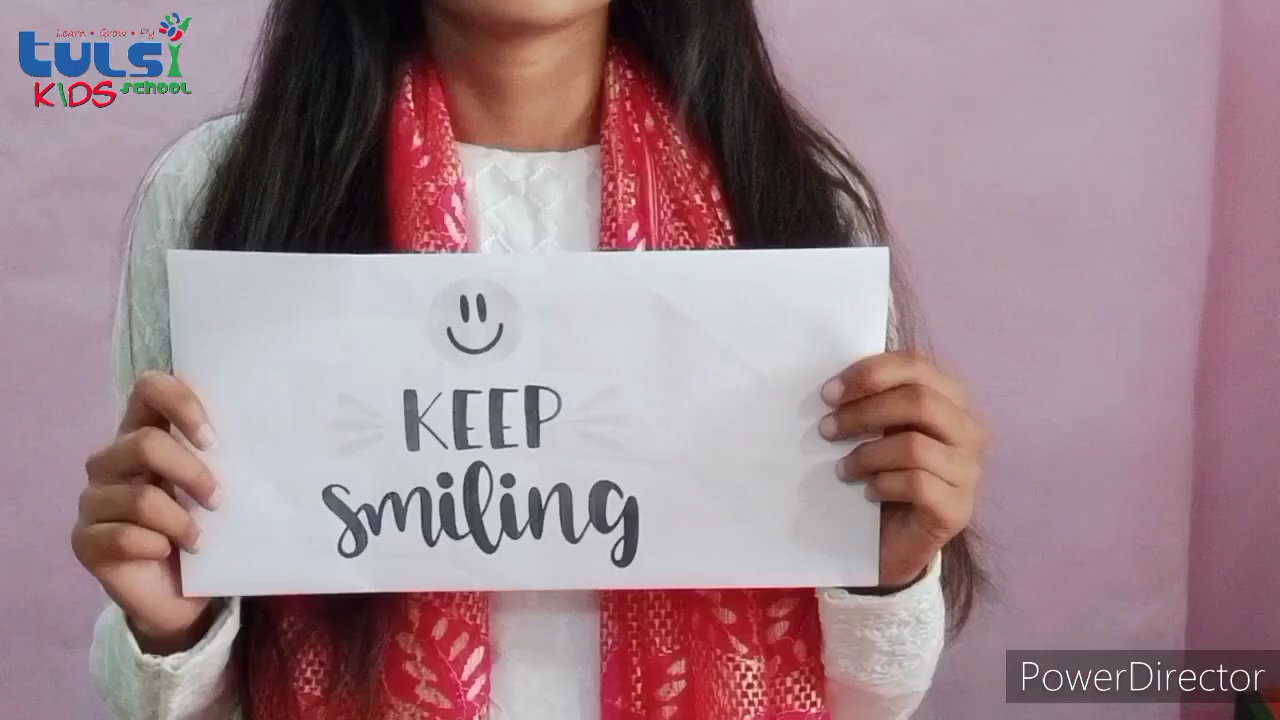 Learn • Grow • Fly
tulsi
KIDS SCHOOL
KEEP
smiling
PowerDirector